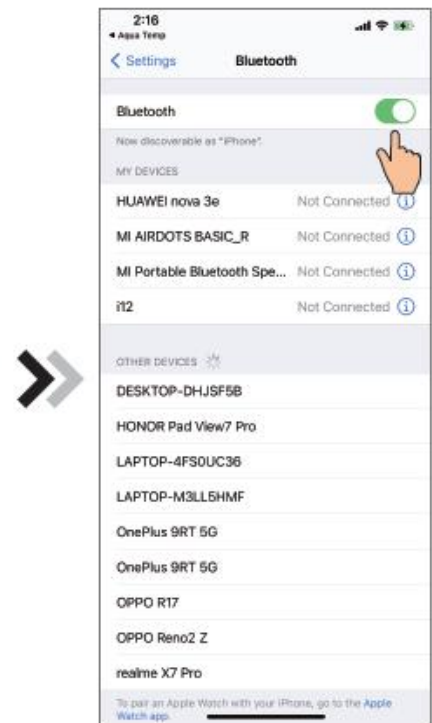 2:16
◄ Aqua Temp
Settings
Bluetooth
Bluetooth
Now discoverable as "iPhone".
MY DEVICES
HUAWEI nova 3e Not Connected
MI AIRDOTS BASIC_R Not Connected
MI Portable Bluetooth Spe... Not Connected
i12 Not Connected
OTHER DEVICES
DESKTOP-DHJSF5B
HONOR Pad View7 Pro
LAPTOP-4FS0UC36
LAPTOP-M3LL5HMF
OnePlus 9RT 5G
OnePlus 9RT 5G
OPPO R17
OPPO Reno2 Z
realme X7 Pro
To pair an Apple Watch with your iPhone, go to the Apple
Watch app.